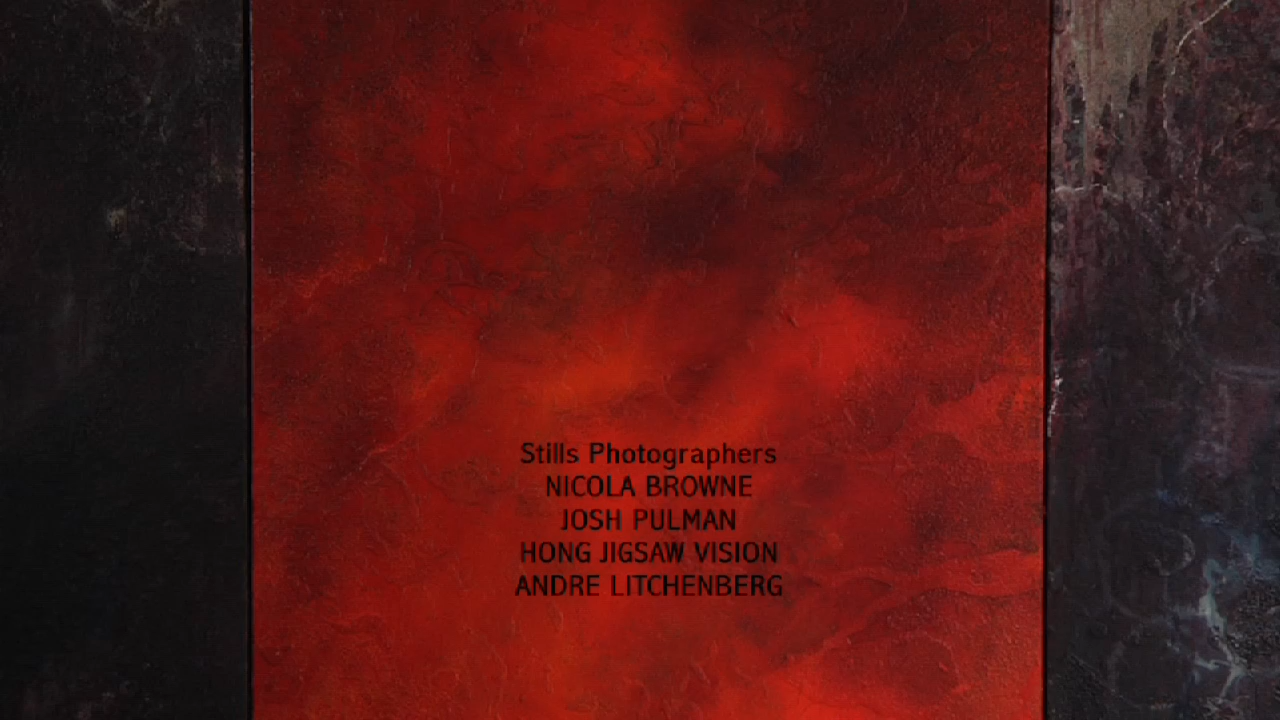 Stills Photographers
NICOLA BROWNE
JOSH PULMAN
HONG JIGSAW VISION
ANDRE LITCHENBERG